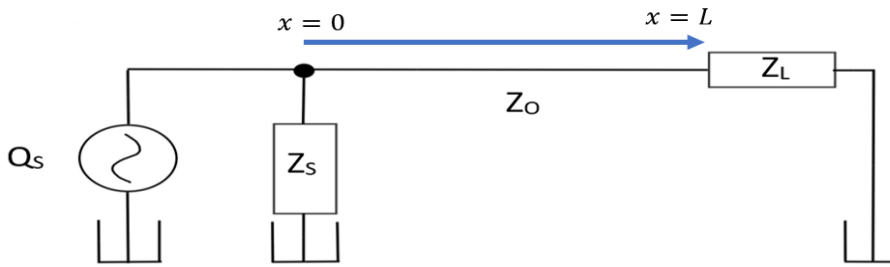 x = 0
x = L
Z_L
Z_O
Q_S
Z_S